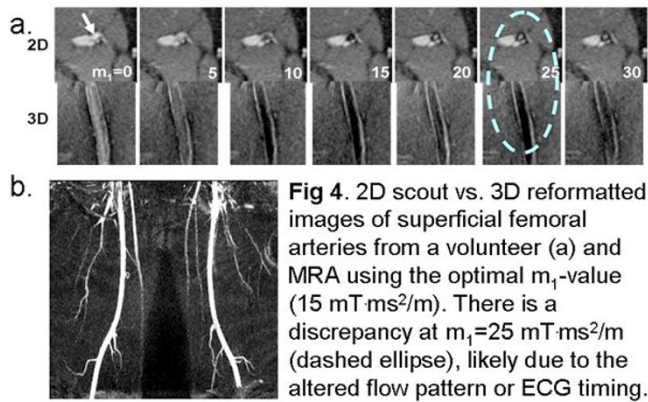 a.
2D
m₁=0 5 10 15 20 25 30
3D
b.
Fig 4. 2D scout vs. 3D reformatted
images of superficial femoral
arteries from a volunteer (a) and
MRA using the optimal m₁-value
(15 mT·ms²/m). There is a
discrepancy at m₁=25 mT·ms²/m
(dashed ellipse), likely due to the
altered flow pattern or ECG timing.